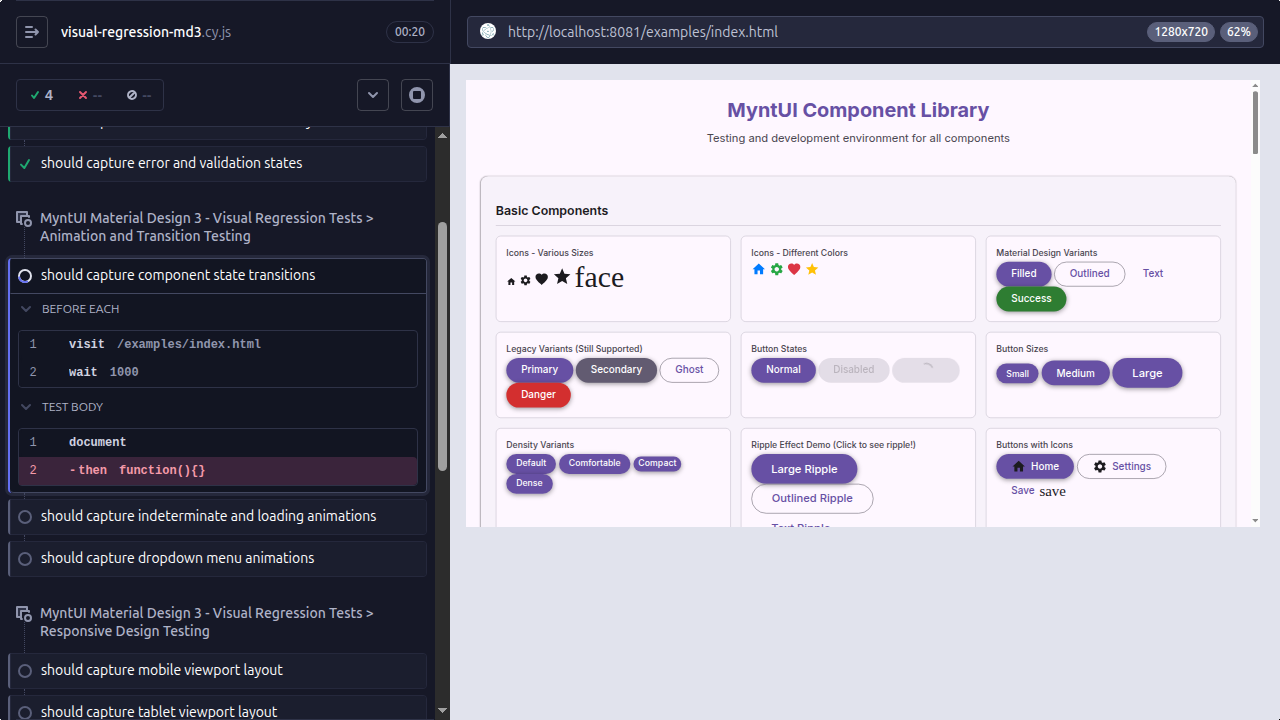 visual-regression-md3.cy.js
00:20
4
--
--
should capture error and validation states
MyntUI Material Design 3 - Visual Regression Tests >
Animation and Transition Testing
should capture component state transitions
BEFORE EACH
1 visit /examples/index.html
2 wait 1000
TEST BODY
1 document
2 -then function(){}
should capture indeterminate and loading animations
should capture dropdown menu animations
MyntUI Material Design 3 - Visual Regression Tests >
Responsive Design Testing
should capture mobile viewport layout
should capture tablet viewport layout
http://localhost:8081/examples/index.html
1280x720
62%
MyntUI Component Library
Testing and development environment for all components
Basic Components
Icons - Various Sizes
face
Icons - Different Colors
Material Design Variants
Filled Outlined Text
Success
Legacy Variants (Still Supported)
Primary Secondary Ghost
Danger
Button States
Normal Disabled
Button Sizes
Small Medium Large
Density Variants
Default Comfortable Compact
Dense
Ripple Effect Demo (Click to see ripple!)
Large Ripple
Outlined Ripple
Text Ripple
Buttons with Icons
Home Settings
Save save